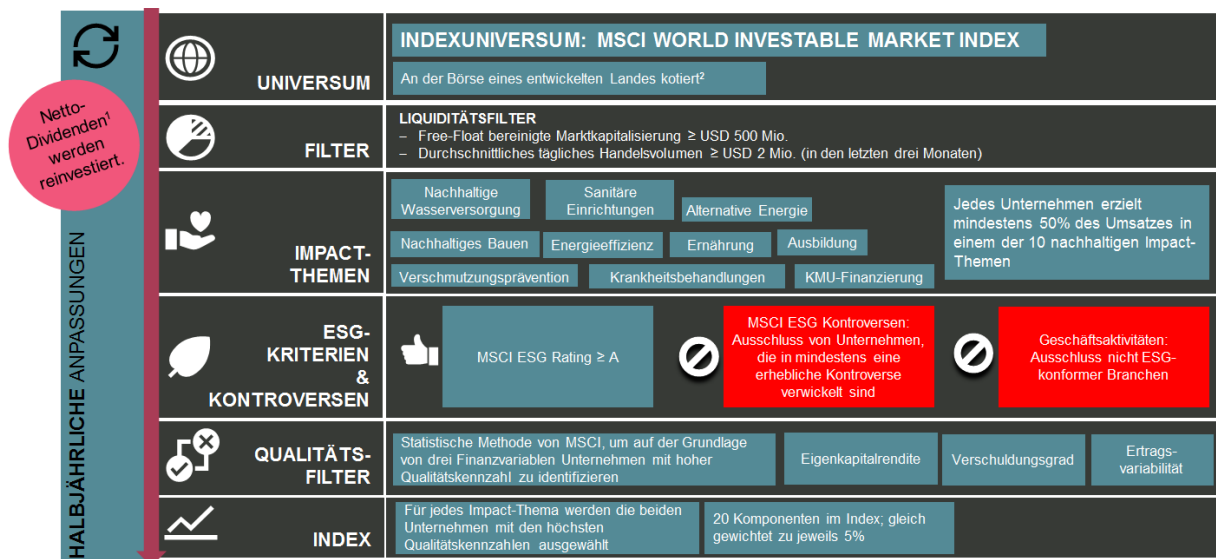 HALBJÄHRLICHE ANPASSUNGEN
Netto-
Dividenden¹
werden
reinvestiert.
UNIVERSUM
INDEXUNIVERSUM: MSCI WORLD INVESTABLE MARKET INDEX
An der Börse eines entwickelten Landes kotiert²
FILTER
LIQUIDITÄTSFILTER
– Free-Float bereinigte Marktkapitalisierung ≥ USD 500 Mio.
– Durchschnittliches tägliches Handelsvolumen ≥ USD 2 Mio. (in den letzten drei Monaten)
IMPACT-
THEMEN
Nachhaltige
Wasserversorgung
Sanitäre
Einrichtungen
Alternative Energie
Nachhaltiges Bauen
Energieeffizienz
Ernährung
Ausbildung
Verschmutzungsprävention
Krankheitsbehandlungen
KMU-Finanzierung
Jedes Unternehmen erzielt
mindestens 50% des Umsatzes in
einem der 10 nachhaltigen Impact-
Themen
ESG-
KRITERIEN
&
KONTROVERSEN
MSCI ESG Rating ≥ A
MSCI ESG Kontroversen:
Ausschluss von Unternehmen,
die in mindestens eine
erhebliche Kontroverse
verwickelt sind
Geschäftsaktivitäten:
Ausschluss nicht ESG-
konformer Branchen
QUALITÄTS-
FILTER
Statistische Methode von MSCI, um auf der Grundlage
von drei Finanzvariablen Unternehmen mit hoher
Qualitätskennzahl zu identifizieren
Eigenkapitalrendite
Verschuldungsgrad
Ertrags-
variabilität
INDEX
Für jedes Impact-Thema werden die beiden
Unternehmen mit den höchsten
Qualitätskennzahlen ausgewählt
20 Komponenten im Index; gleich
gewichtet zu jeweils 5%